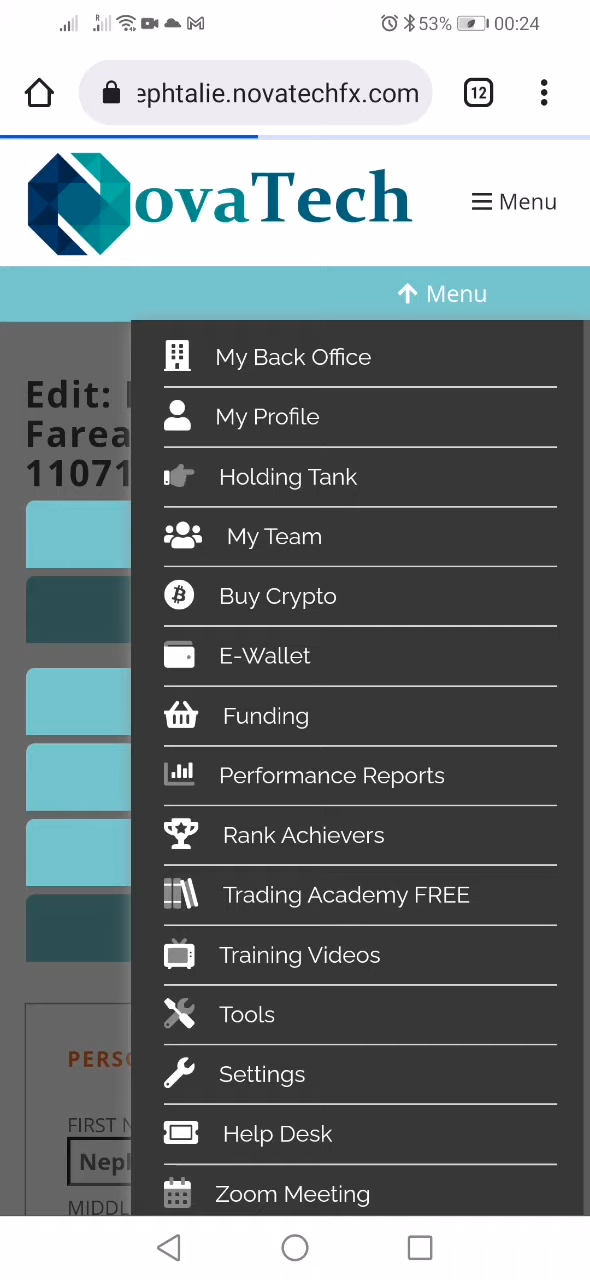 R
53%
00:24
ephtalie.novatechfx.com
12
NovaTech
Menu
Menu
Edit:
Farea
11071
My Back Office
My Profile
Holding Tank
My Team
Buy Crypto
E-Wallet
Funding
Performance Reports
Rank Achievers
Trading Academy FREE
Training Videos
Tools
Settings
Help Desk
Zoom Meeting
PERSO
FIRST N
Nepl
MIDDL